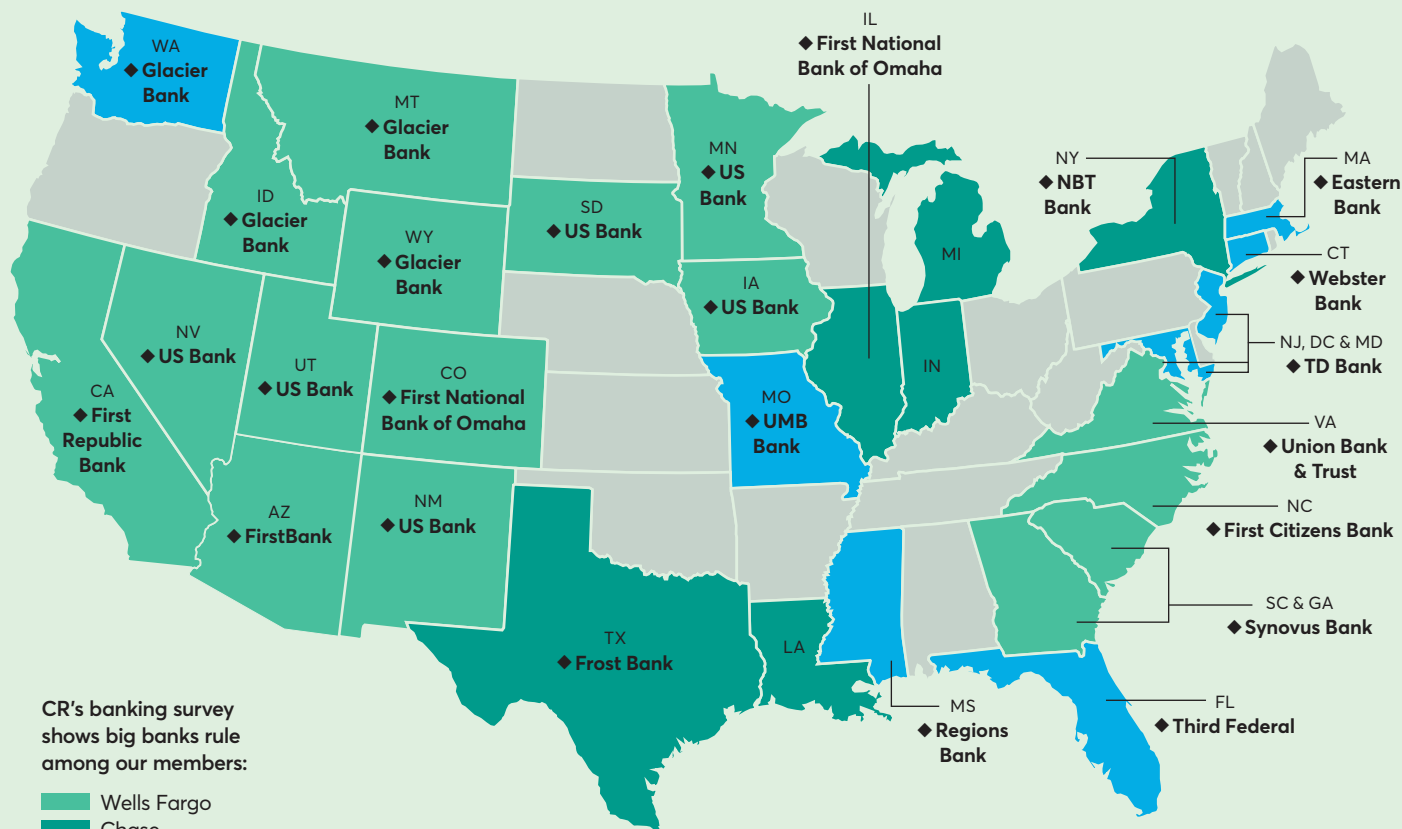 IL
◆ First National
Bank of Omaha
WA
◆ Glacier
Bank
MT
◆ Glacier
Bank
MN
◆ US
Bank
NY
◆ NBT
Bank
MA
◆ Eastern
Bank
ID
◆ Glacier
Bank
SD
◆ US Bank
WY
◆ Glacier
Bank
MI
CT
◆ Webster
Bank
IA
◆ US Bank
NV
◆ US Bank
UT
◆ US Bank
CO
◆ First National
Bank of Omaha
IN
NJ, DC & MD
◆ TD Bank
CA
◆ First
Republic
Bank
MO
◆ UMB
Bank
VA
◆ Union Bank
& Trust
AZ
◆ FirstBank
NM
◆ US Bank
NC
◆ First Citizens Bank
SC & GA
◆ Synovus Bank
TX
◆ Frost Bank
LA
MS
◆ Regions
Bank
FL
◆ Third Federal
CR's banking survey
shows big banks rule
among our members:
Wells Fargo
Chase